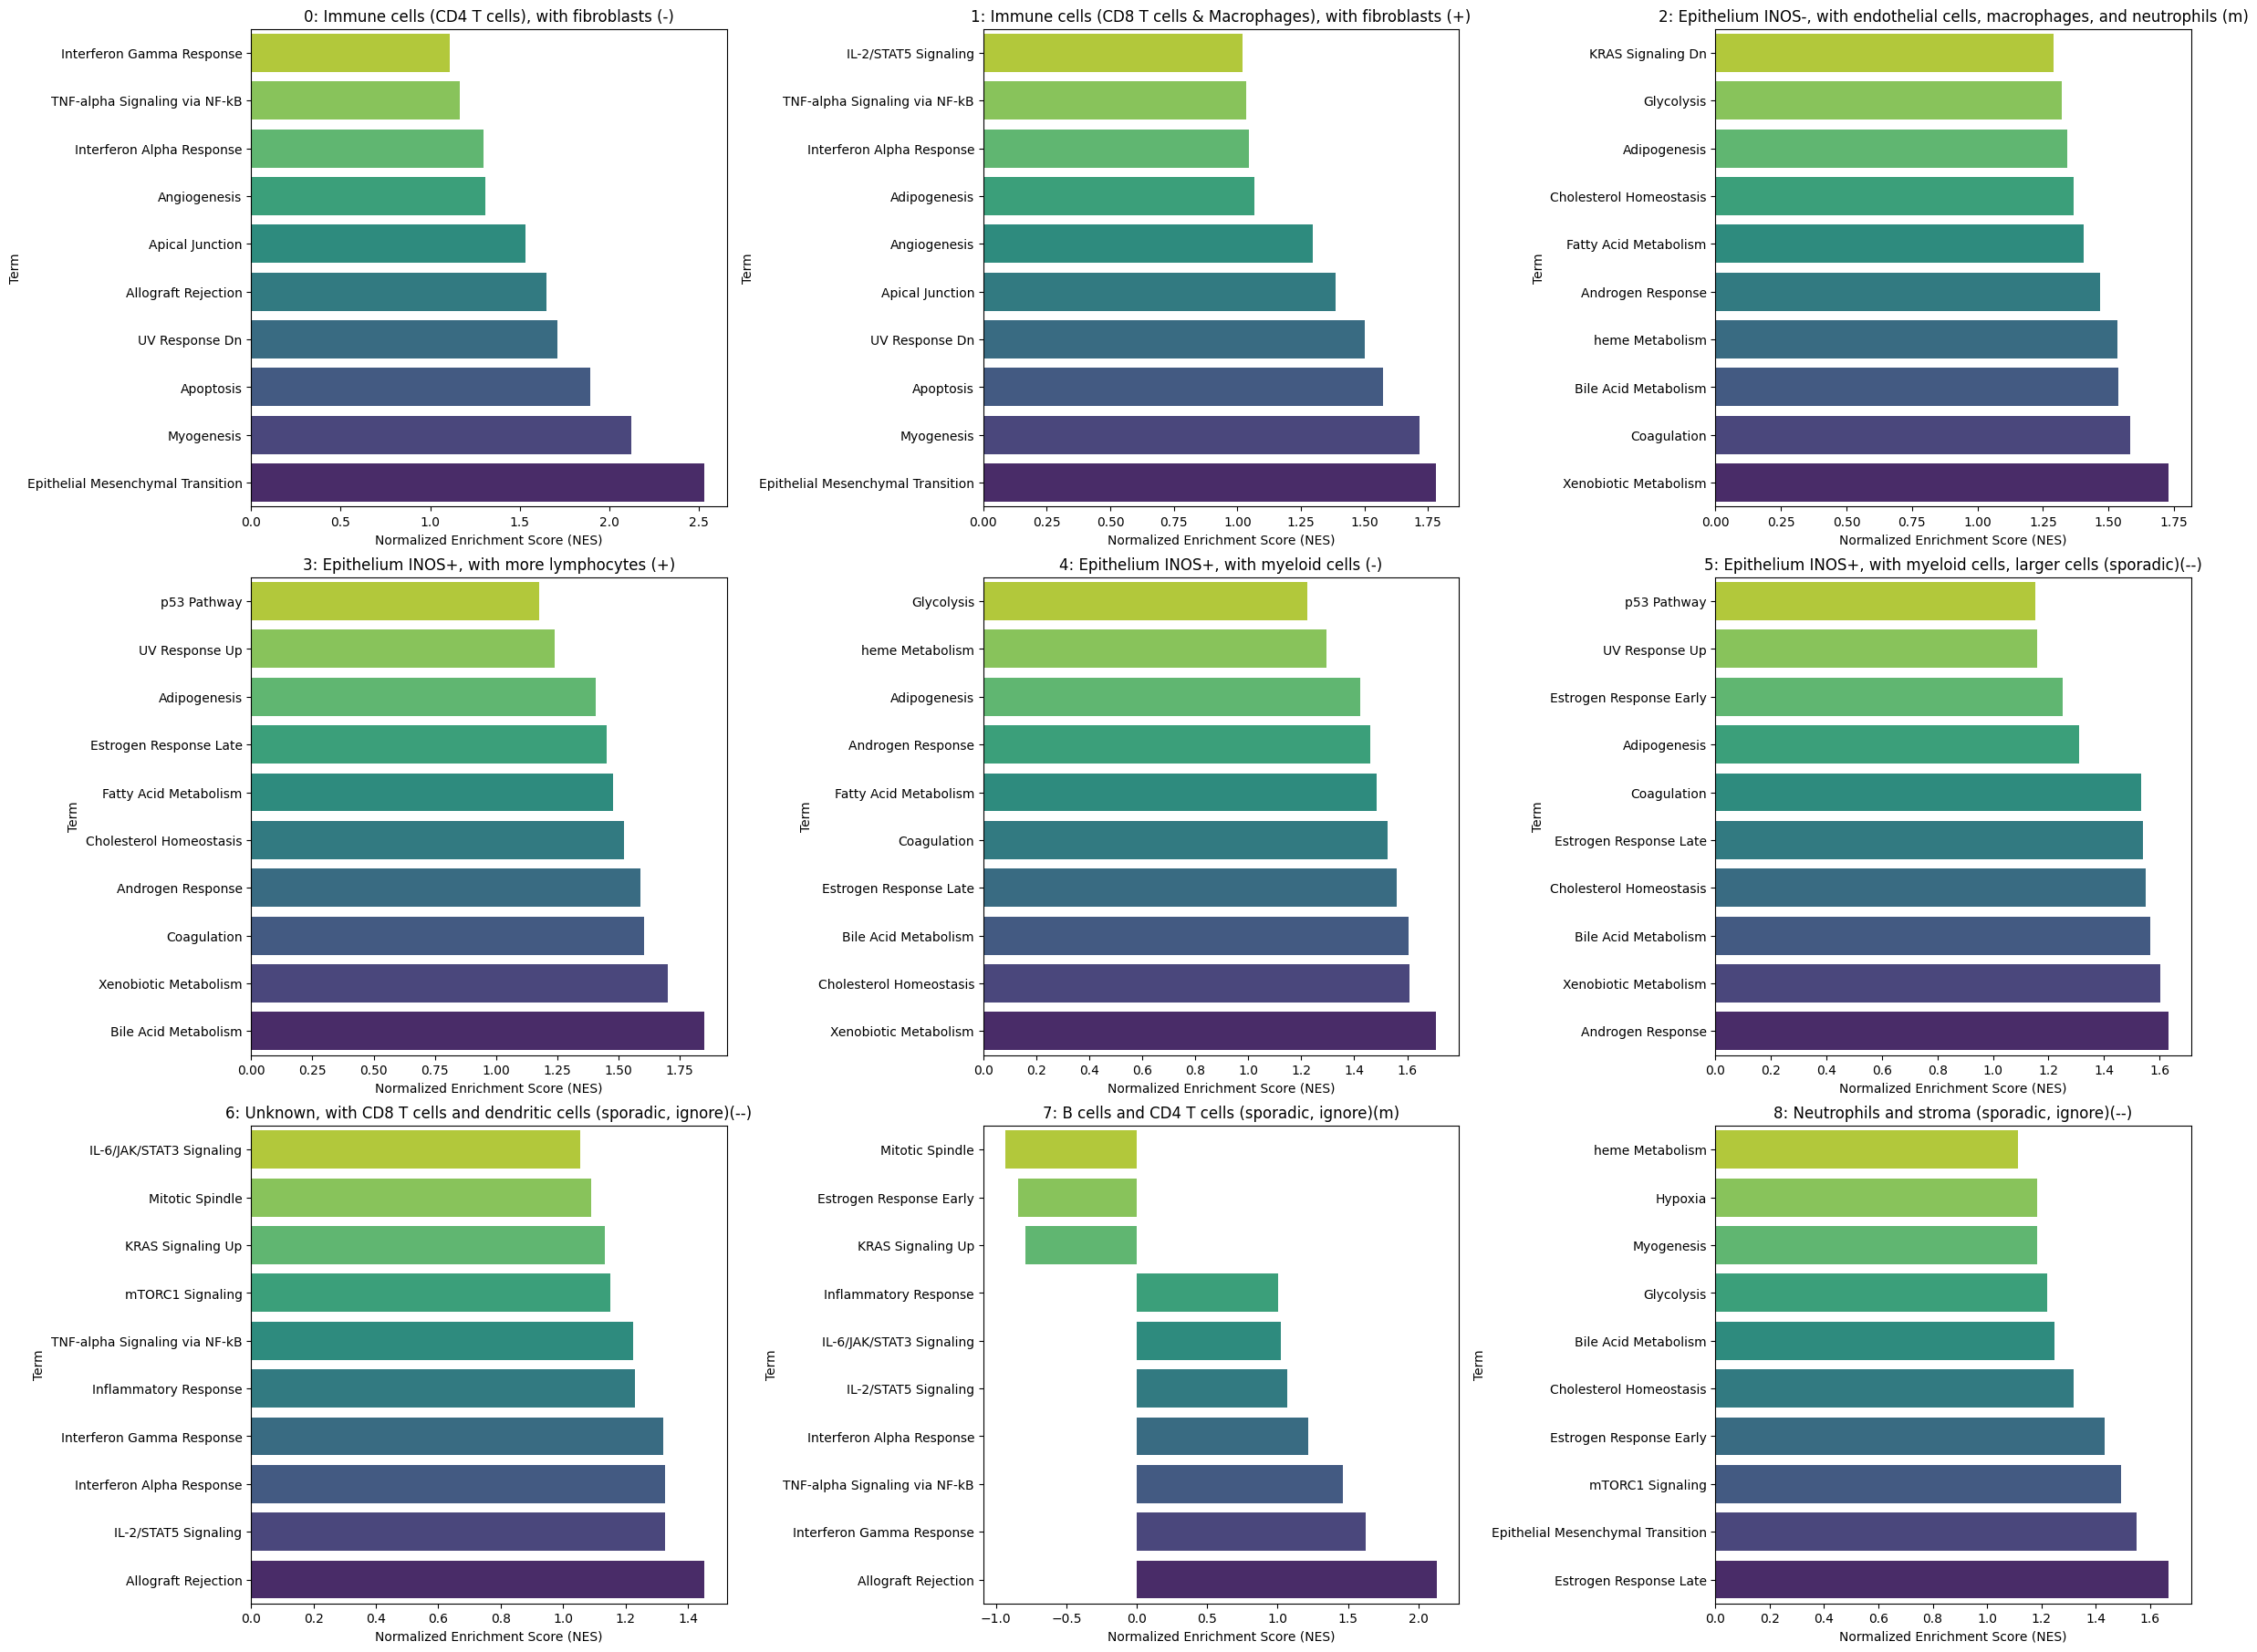 0: Immune cells (CD4 T cells), with fibroblasts (-)
Interferon Gamma Response
TNF-alpha Signaling via NF-kB
Interferon Alpha Response
Angiogenesis
Apical Junction
Allograft Rejection
UV Response Dn
Apoptosis
Myogenesis
Epithelial Mesenchymal Transition
Term
0.0 0.5 1.0 1.5 2.0 2.5
Normalized Enrichment Score (NES)
1: Immune cells (CD8 T cells & Macrophages), with fibroblasts (+)
IL-2/STAT5 Signaling
TNF-alpha Signaling via NF-kB
Interferon Alpha Response
Adipogenesis
Angiogenesis
Apical Junction
UV Response Dn
Apoptosis
Myogenesis
Epithelial Mesenchymal Transition
Term
0.00 0.25 0.50 0.75 1.00 1.25 1.50 1.75
Normalized Enrichment Score (NES)
2: Epithelium INOS-, with endothelial cells, macrophages, and neutrophils (m)
KRAS Signaling Dn
Glycolysis
Adipogenesis
Cholesterol Homeostasis
Fatty Acid Metabolism
Androgen Response
heme Metabolism
Bile Acid Metabolism
Coagulation
Xenobiotic Metabolism
Term
0.00 0.25 0.50 0.75 1.00 1.25 1.50 1.75
Normalized Enrichment Score (NES)
3: Epithelium INOS+, with more lymphocytes (+)
p53 Pathway
UV Response Up
Adipogenesis
Estrogen Response Late
Fatty Acid Metabolism
Cholesterol Homeostasis
Androgen Response
Coagulation
Xenobiotic Metabolism
Bile Acid Metabolism
Term
0.00 0.25 0.50 0.75 1.00 1.25 1.50 1.75
Normalized Enrichment Score (NES)
4: Epithelium INOS+, with myeloid cells (-)
Glycolysis
heme Metabolism
Adipogenesis
Androgen Response
Fatty Acid Metabolism
Coagulation
Estrogen Response Late
Bile Acid Metabolism
Cholesterol Homeostasis
Xenobiotic Metabolism
Term
0.0 0.2 0.4 0.6 0.8 1.0 1.2 1.4 1.6
Normalized Enrichment Score (NES)
5: Epithelium INOS+, with myeloid cells, larger cells (sporadic)(--)
p53 Pathway
UV Response Up
Estrogen Response Early
Adipogenesis
Coagulation
Estrogen Response Late
Cholesterol Homeostasis
Bile Acid Metabolism
Xenobiotic Metabolism
Androgen Response
Term
0.0 0.2 0.4 0.6 0.8 1.0 1.2 1.4 1.6
Normalized Enrichment Score (NES)
6: Unknown, with CD8 T cells and dendritic cells (sporadic, ignore)(--)
IL-6/JAK/STAT3 Signaling
Mitotic Spindle
KRAS Signaling Up
mTORC1 Signaling
TNF-alpha Signaling via NF-kB
Inflammatory Response
Interferon Gamma Response
Interferon Alpha Response
IL-2/STAT5 Signaling
Allograft Rejection
Term
0.0 0.2 0.4 0.6 0.8 1.0 1.2 1.4
Normalized Enrichment Score (NES)
7: B cells and CD4 T cells (sporadic, ignore)(m)
Mitotic Spindle
Estrogen Response Early
KRAS Signaling Up
Inflammatory Response
IL-6/JAK/STAT3 Signaling
IL-2/STAT5 Signaling
Interferon Alpha Response
TNF-alpha Signaling via NF-kB
Interferon Gamma Response
Allograft Rejection
Term
−1.0 −0.5 0.0 0.5 1.0 1.5 2.0
Normalized Enrichment Score (NES)
8: Neutrophils and stroma (sporadic, ignore)(--)
heme Metabolism
Hypoxia
Myogenesis
Glycolysis
Bile Acid Metabolism
Cholesterol Homeostasis
Estrogen Response Early
mTORC1 Signaling
Epithelial Mesenchymal Transition
Estrogen Response Late
Term
0.0 0.2 0.4 0.6 0.8 1.0 1.2 1.4 1.6
Normalized Enrichment Score (NES)